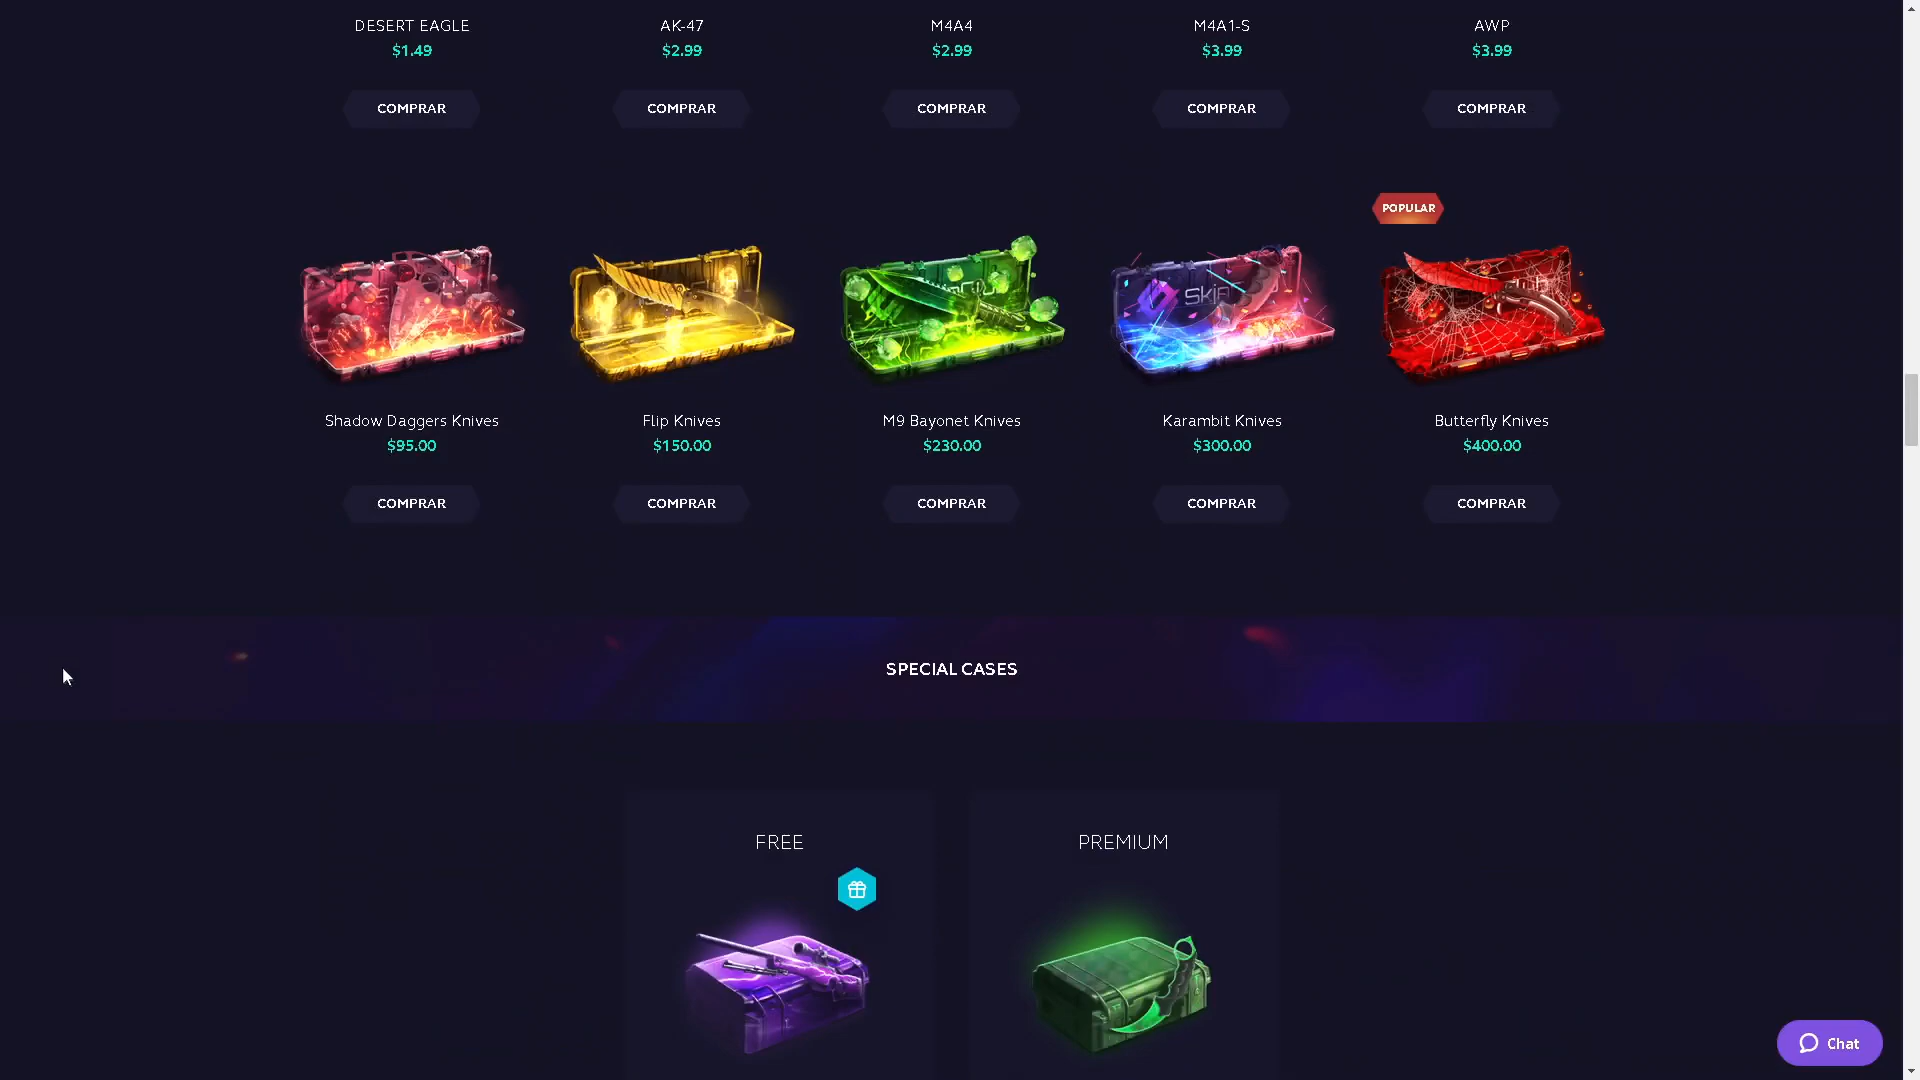 DESERT EAGLE AK-47 M4A4 M4A1-S AWP
$1.49 $2.99 $2.99 $3.99 $3.99
COMPRAR COMPRAR COMPRAR COMPRAR COMPRAR
POPULAR
Shadow Daggers Knives Flip Knives M9 Bayonet Knives Karambit Knives Butterfly Knives
$95.00 $150.00 $230.00 $300.00 $400.00
COMPRAR COMPRAR COMPRAR COMPRAR COMPRAR
SPECIAL CASES
FREE PREMIUM
Chat